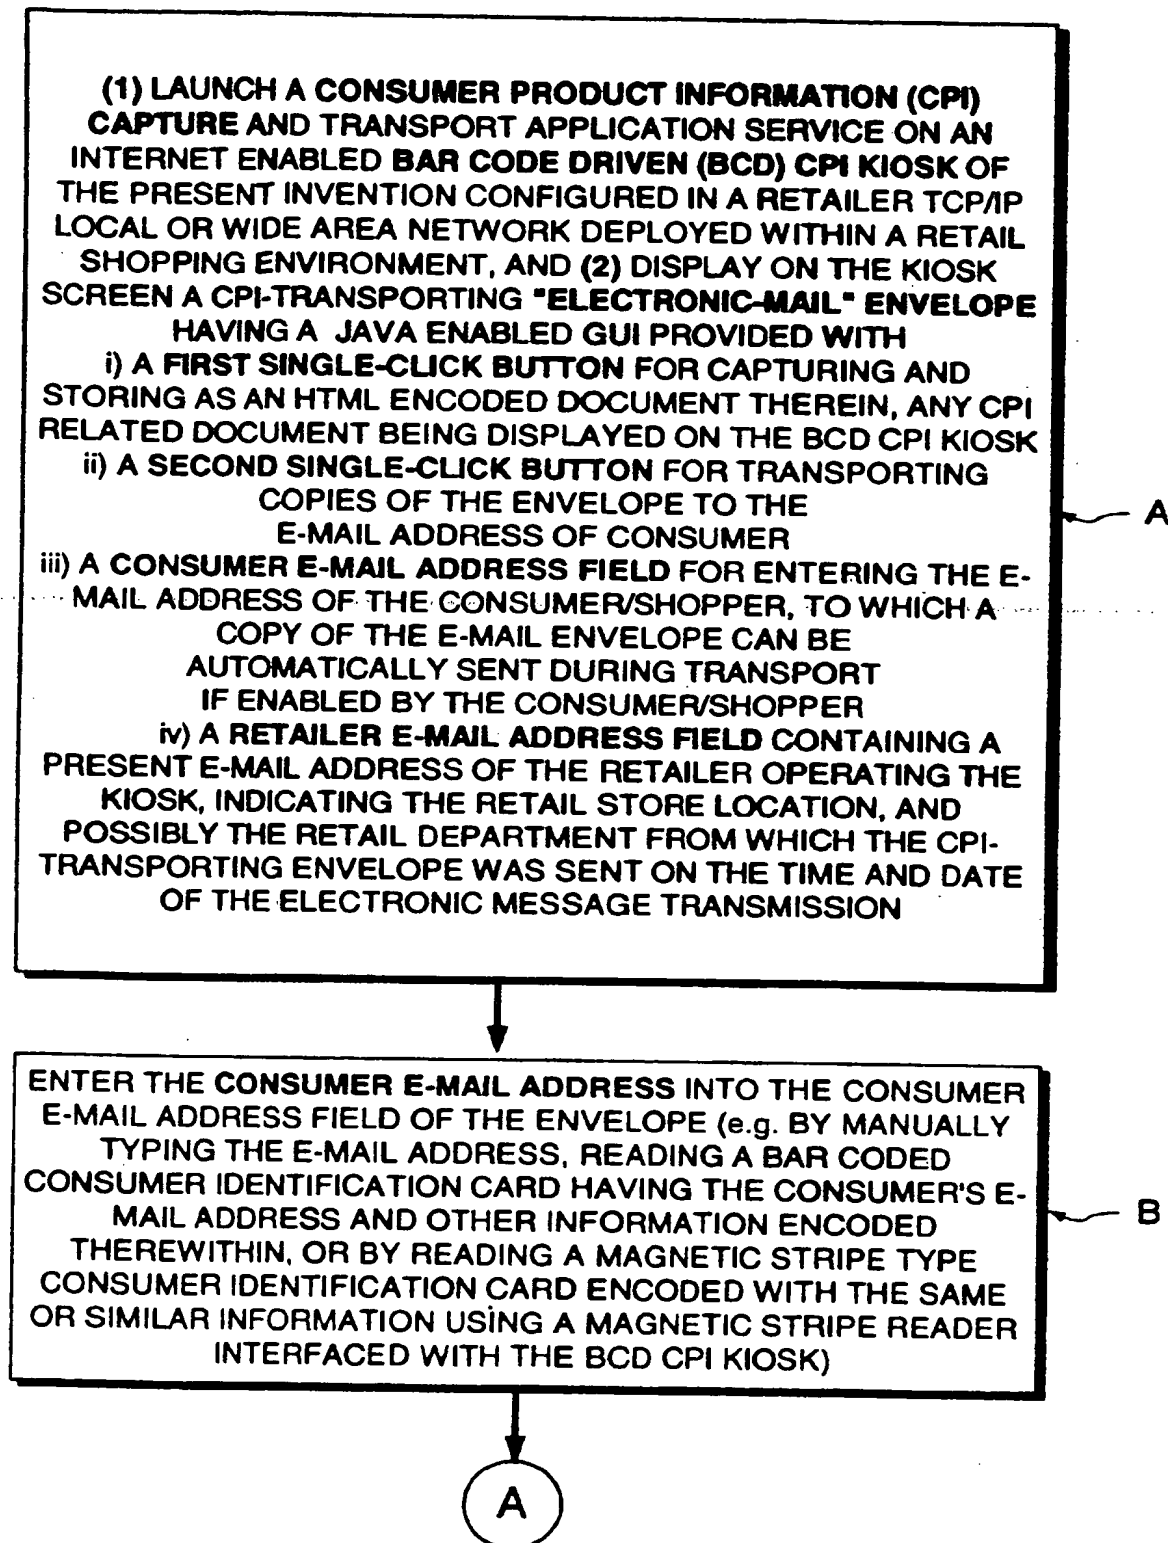 (1) LAUNCH A CONSUMER PRODUCT INFORMATION (CPI)
CAPTURE AND TRANSPORT APPLICATION SERVICE ON AN
INTERNET ENABLED BAR CODE DRIVEN (BCD) CPI KIOSK OF
THE PRESENT INVENTION CONFIGURED IN A RETAILER TCP/IP
LOCAL OR WIDE AREA NETWORK DEPLOYED WITHIN A RETAIL
SHOPPING ENVIRONMENT, AND (2) DISPLAY ON THE KIOSK
SCREEN A CPI-TRANSPORTING "ELECTRONIC-MAIL" ENVELOPE
HAVING A JAVA ENABLED GUI PROVIDED WITH
i) A FIRST SINGLE-CLICK BUTTON FOR CAPTURING AND
STORING AS AN HTML ENCODED DOCUMENT THEREIN, ANY CPI
RELATED DOCUMENT BEING DISPLAYED ON THE BCD CPI KIOSK
ii) A SECOND SINGLE-CLICK BUTTON FOR TRANSPORTING
COPIES OF THE ENVELOPE TO THE
E-MAIL ADDRESS OF CONSUMER
iii) A CONSUMER E-MAIL ADDRESS FIELD FOR ENTERING THE E-
MAIL ADDRESS OF THE CONSUMER/SHOPPER, TO WHICH A
COPY OF THE E-MAIL ENVELOPE CAN BE
AUTOMATICALLY SENT DURING TRANSPORT
IF ENABLED BY THE CONSUMER/SHOPPER
iv) A RETAILER E-MAIL ADDRESS FIELD CONTAINING A
PRESENT E-MAIL ADDRESS OF THE RETAILER OPERATING THE
KIOSK, INDICATING THE RETAIL STORE LOCATION, AND
POSSIBLY THE RETAIL DEPARTMENT FROM WHICH THE CPI-
TRANSPORTING ENVELOPE WAS SENT ON THE TIME AND DATE
OF THE ELECTRONIC MESSAGE TRANSMISSION
A
ENTER THE CONSUMER E-MAIL ADDRESS INTO THE CONSUMER
E-MAIL ADDRESS FIELD OF THE ENVELOPE (e.g. BY MANUALLY
TYPING THE E-MAIL ADDRESS, READING A BAR CODED
CONSUMER IDENTIFICATION CARD HAVING THE CONSUMER'S E-
MAIL ADDRESS AND OTHER INFORMATION ENCODED
THEREWITHIN, OR BY READING A MAGNETIC STRIPE TYPE
CONSUMER IDENTIFICATION CARD ENCODED WITH THE SAME
OR SIMILAR INFORMATION USING A MAGNETIC STRIPE READER
INTERFACED WITH THE BCD CPI KIOSK)
B
A